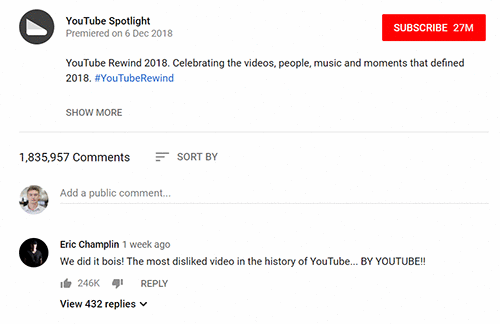 YouTube Spotlight
Premiered on 6 Dec 2018
SUBSCRIBE 27M
YouTube Rewind 2018. Celebrating the videos, people, music and moments that defined
2018. #YouTubeRewind
SHOW MORE
1,835,957 Comments SORT BY
Add a public comment...
Eric Champlin 1 week ago
We did it bois! The most disliked video in the history of YouTube... BY YOUTUBE!!
246K REPLY
View 432 replies